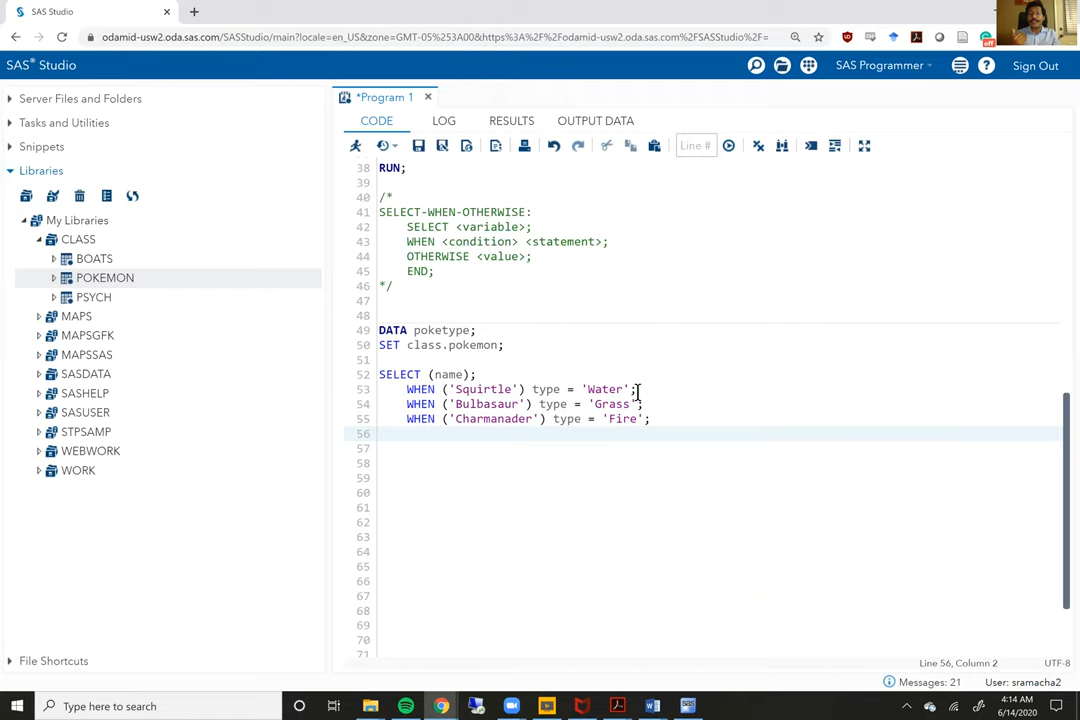 SAS Studio
odamid-usw2.oda.sas.com/SASStudio/main?locale=en_US&zone=GMT-05%253A00&https%3A%2F%2Fodamid-usw2.oda.sas.com%2FSASStudio%2F=
off
SAS® Studio
SAS Programmer
Sign Out
Server Files and Folders
Tasks and Utilities
Snippets
Libraries
My Libraries
CLASS
BOATS
POKEMON
PSYCH
MAPS
MAPSGFK
MAPSSAS
SASDATA
SASHELP
SASUSER
STPSAMP
WEBWORK
WORK
File Shortcuts
*Program 1
CODE LOG RESULTS OUTPUT DATA
Line #
38 RUN;
39
40 /*
41 SELECT-WHEN-OTHERWISE:
42 SELECT <variable>;
43 WHEN <condition> <statement>;
44 OTHERWISE <value>;
45 END;
46 */
47
48
49 DATA poketype;
50 SET class.pokemon;
51
52 SELECT (name);
53 WHEN ('Squirtle') type = 'Water';
54 WHEN ('Bulbasaur') type = 'Grass';
55 WHEN ('Charmanader') type = 'Fire';
56
57
58
59
60
61
62
63
64
65
66
67
68
69
70
71
Line 56, Column 2 UTF-8
Messages: 21 User: sramacha2
Type here to search
4:14 AM
6/14/2020